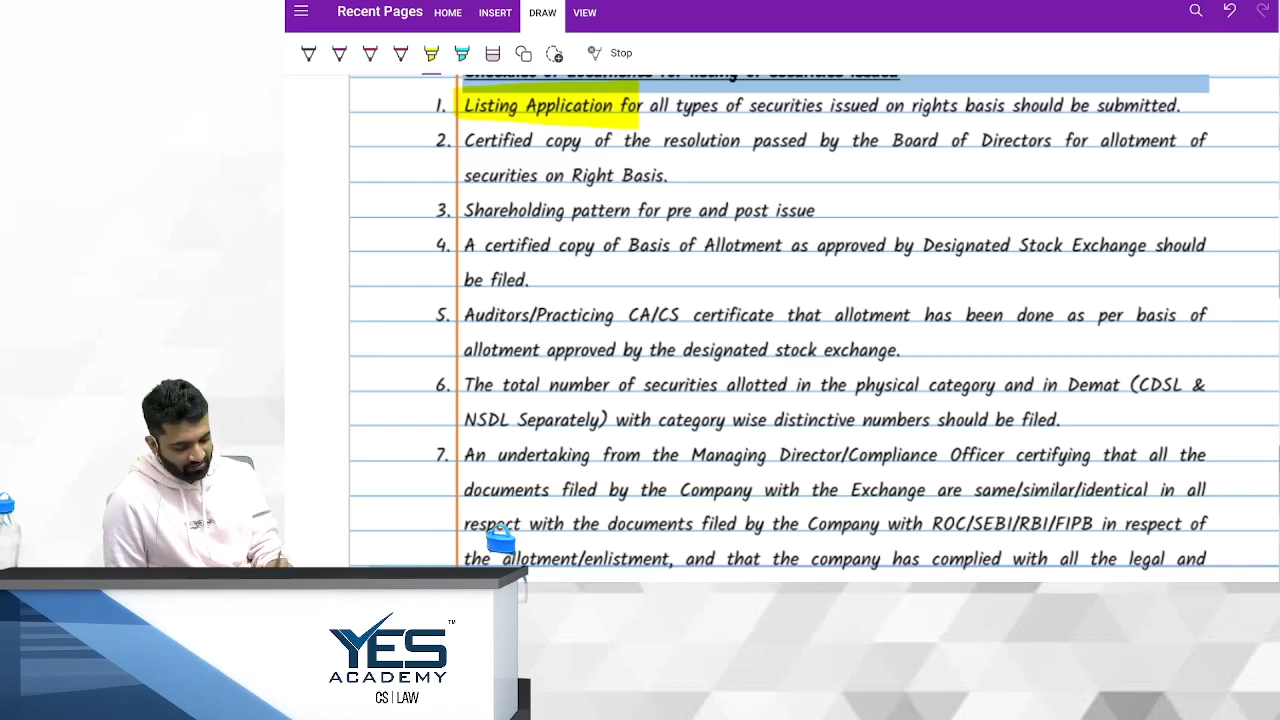 Recent Pages HOME INSERT DRAW VIEW
Stop
Checklist of documents for listing of securities issued
1. Listing Application for all types of securities issued on rights basis should be submitted.
2. Certified copy of the resolution passed by the Board of Directors for allotment of
securities on Right Basis.
3. Shareholding pattern for pre and post issue
4. A certified copy of Basis of Allotment as approved by Designated Stock Exchange should
be filed.
5. Auditors/Practicing CA/CS certificate that allotment has been done as per basis of
allotment approved by the designated stock exchange.
6. The total number of securities allotted in the physical category and in Demat (CDSL &
NSDL Separately) with category wise distinctive numbers should be filed.
7. An undertaking from the Managing Director/Compliance Officer certifying that all the
documents filed by the Company with the Exchange are same/similar/identical in all
respect with the documents filed by the Company with ROC/SEBI/RBI/FIPB in respect of
the allotment/enlistment, and that the company has complied with all the legal and
YES TM
ACADEMY
CS | LAW